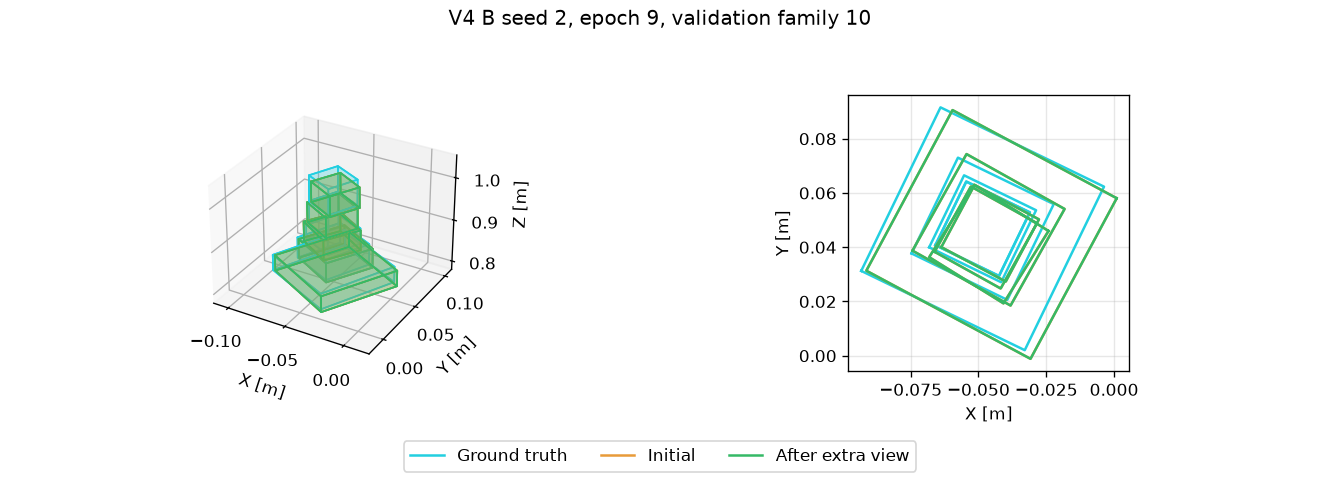 V4 B seed 2, epoch 9, validation family 10
1.0
0.9
0.8
Z [m]
0.10
0.05
0.00
Y [m]
−0.10
−0.05
0.00
X [m]
0.08
0.06
0.04
0.02
0.00
Y [m]
−0.075 −0.050 −0.025 0.000
X [m]
Ground truth Initial After extra view